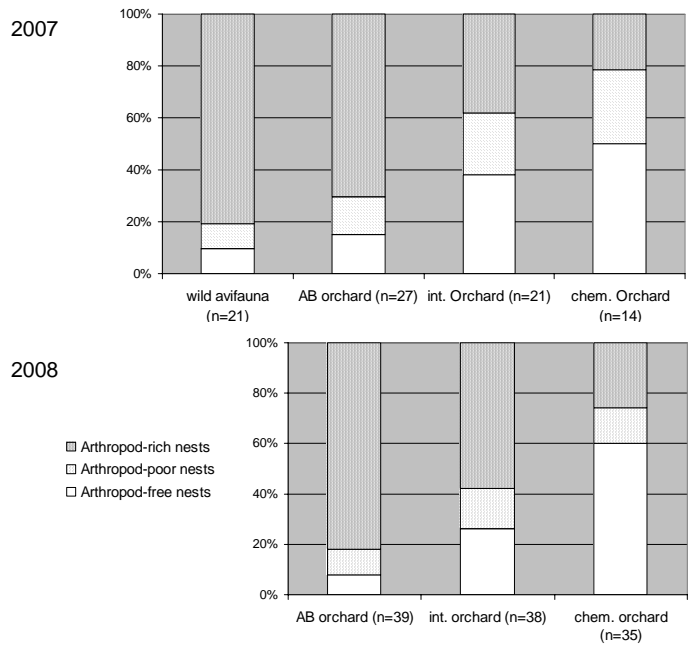 2007
100%
80%
60%
40%
20%
0%
wild avifauna (n=21)
AB orchard (n=27)
int. Orchard (n=21)
chem. Orchard (n=14)
2008
100%
80%
60%
40%
20%
0%
Arthropod-rich nests
Arthropod-poor nests
Arthropod-free nests
AB orchard (n=39)
int. orchard (n=38)
chem. orchard (n=35)